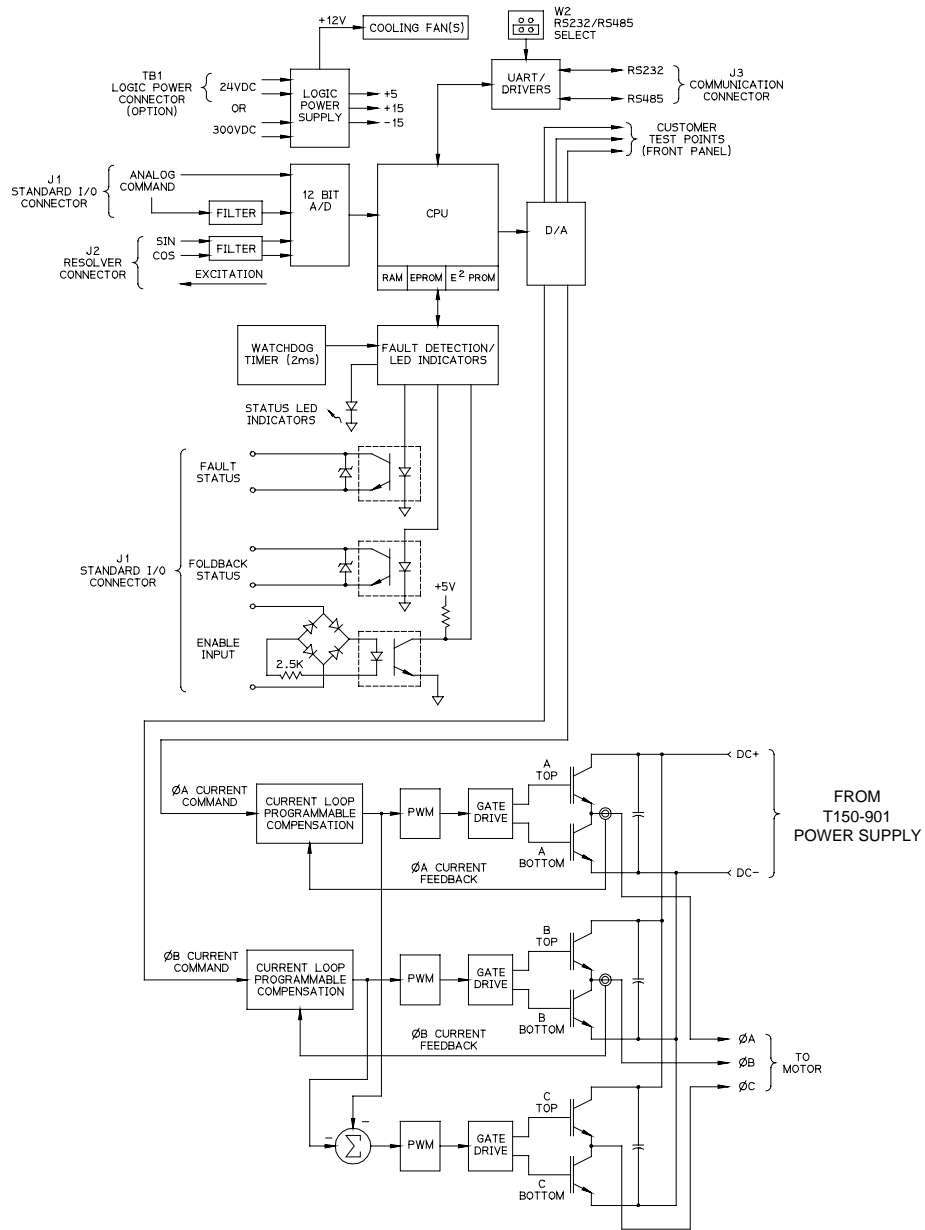 +12V
COOLING FAN(S)
W2
RS232/RS485
SELECT
TB1
LOGIC POWER
CONNECTOR
(OPTION)
24VDC
OR
300VDC
LOGIC
POWER
SUPPLY
+5
+15
-15
UART/
DRIVERS
RS232
RS485
J3
COMMUNICATION
CONNECTOR
CUSTOMER
TEST POINTS
(FRONT PANEL)
J1
STANDARD I/O
CONNECTOR
ANALOG
COMMAND
FILTER
12 BIT
A/D
CPU
D/A
J2
RESOLVER
CONNECTOR
SIN
COS
FILTER
EXCITATION
RAM
EPROM
E² PROM
WATCHDOG
TIMER (2ms)
FAULT DETECTION/
LED INDICATORS
STATUS LED
INDICATORS
FAULT
STATUS
J1
STANDARD I/O
CONNECTOR
FOLDBACK
STATUS
+5V
ENABLE
INPUT
2.5K
ØA CURRENT
COMMAND
CURRENT LOOP
PROGRAMMABLE
COMPENSATION
PWM
GATE
DRIVE
A
TOP
A
BOTTOM
DC+
DC-
FROM
T150-901
POWER SUPPLY
ØA CURRENT
FEEDBACK
ØB CURRENT
COMMAND
CURRENT LOOP
PROGRAMMABLE
COMPENSATION
PWM
GATE
DRIVE
B
TOP
B
BOTTOM
ØB CURRENT
FEEDBACK
ØA
ØB
ØC
TO
MOTOR
-
-
Σ
PWM
GATE
DRIVE
C
TOP
C
BOTTOM